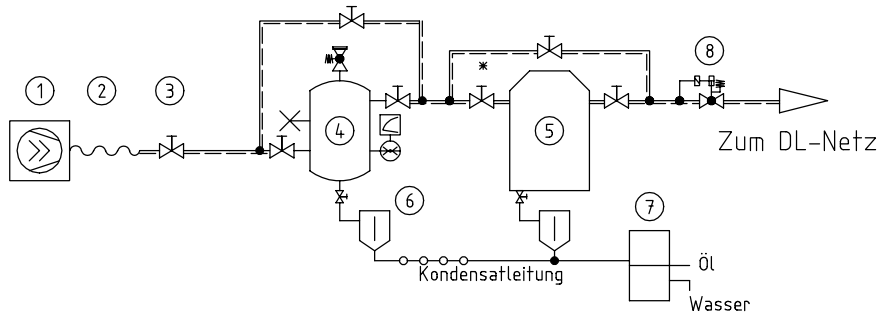 1
2
3
4
5
6
7
8
Zum DL-Netz
Kondensatleitung
Öl
Wasser